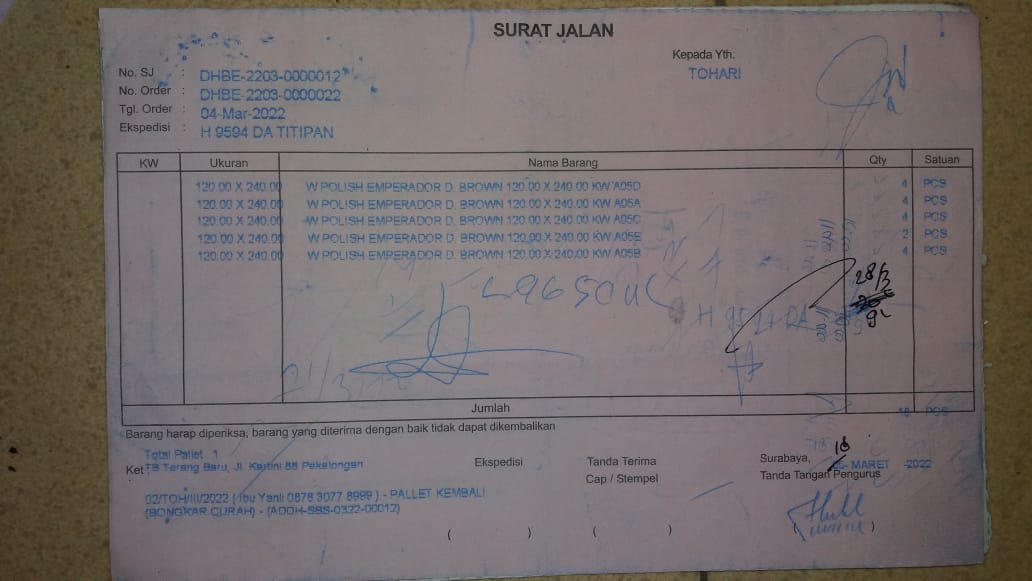 SURAT JALAN
Kepada Yth.
TOHARI
No. SJ : DHBE-2203-0000012
No. Order : DHBE-2203-0000022
Tgl. Order : 04-Mar-2022
Ekspedisi : H 9594 DA TITIPAN
KW Ukuran Nama Barang Qty Satuan
120.00 X 240.00 W POLISH EMPERADOR D. BROWN 120.00 X 240.00 KW A05D 4 PCS
120.00 X 240.00 W POLISH EMPERADOR D. BROWN 120.00 X 240.00 KW A05A 4 PCS
120.00 X 240.00 W POLISH EMPERADOR D. BROWN 120.00 X 240.00 KW A05C 4 PCS
120.00 X 240.00 W POLISH EMPERADOR D. BROWN 120.00 X 240.00 KW A05E 2 PCS
120.00 X 240.00 W POLISH EMPERADOR D. BROWN 120.00 X 240.00 KW A05B 4 PCS
28/3
Jumlah 18 PCS
Barang harap diperiksa, barang yang diterima dengan baik tidak dapat dikembalikan
Total Pallet 1
Ket TB Terang Baru, Jl. Kartini 88 Pekalongan
02/TOH/III/2022 ( Ibu Yanli 0878 3077 8999 ) - PALLET KEMBALI
(BONGKAR CURAH) - (ADOH-SBS-0322-00012)
Ekspedisi
( )
Tanda Terima
Cap / Stempel
( )
Surabaya, MARET -2022
Tanda Tangan Pengurus
( )